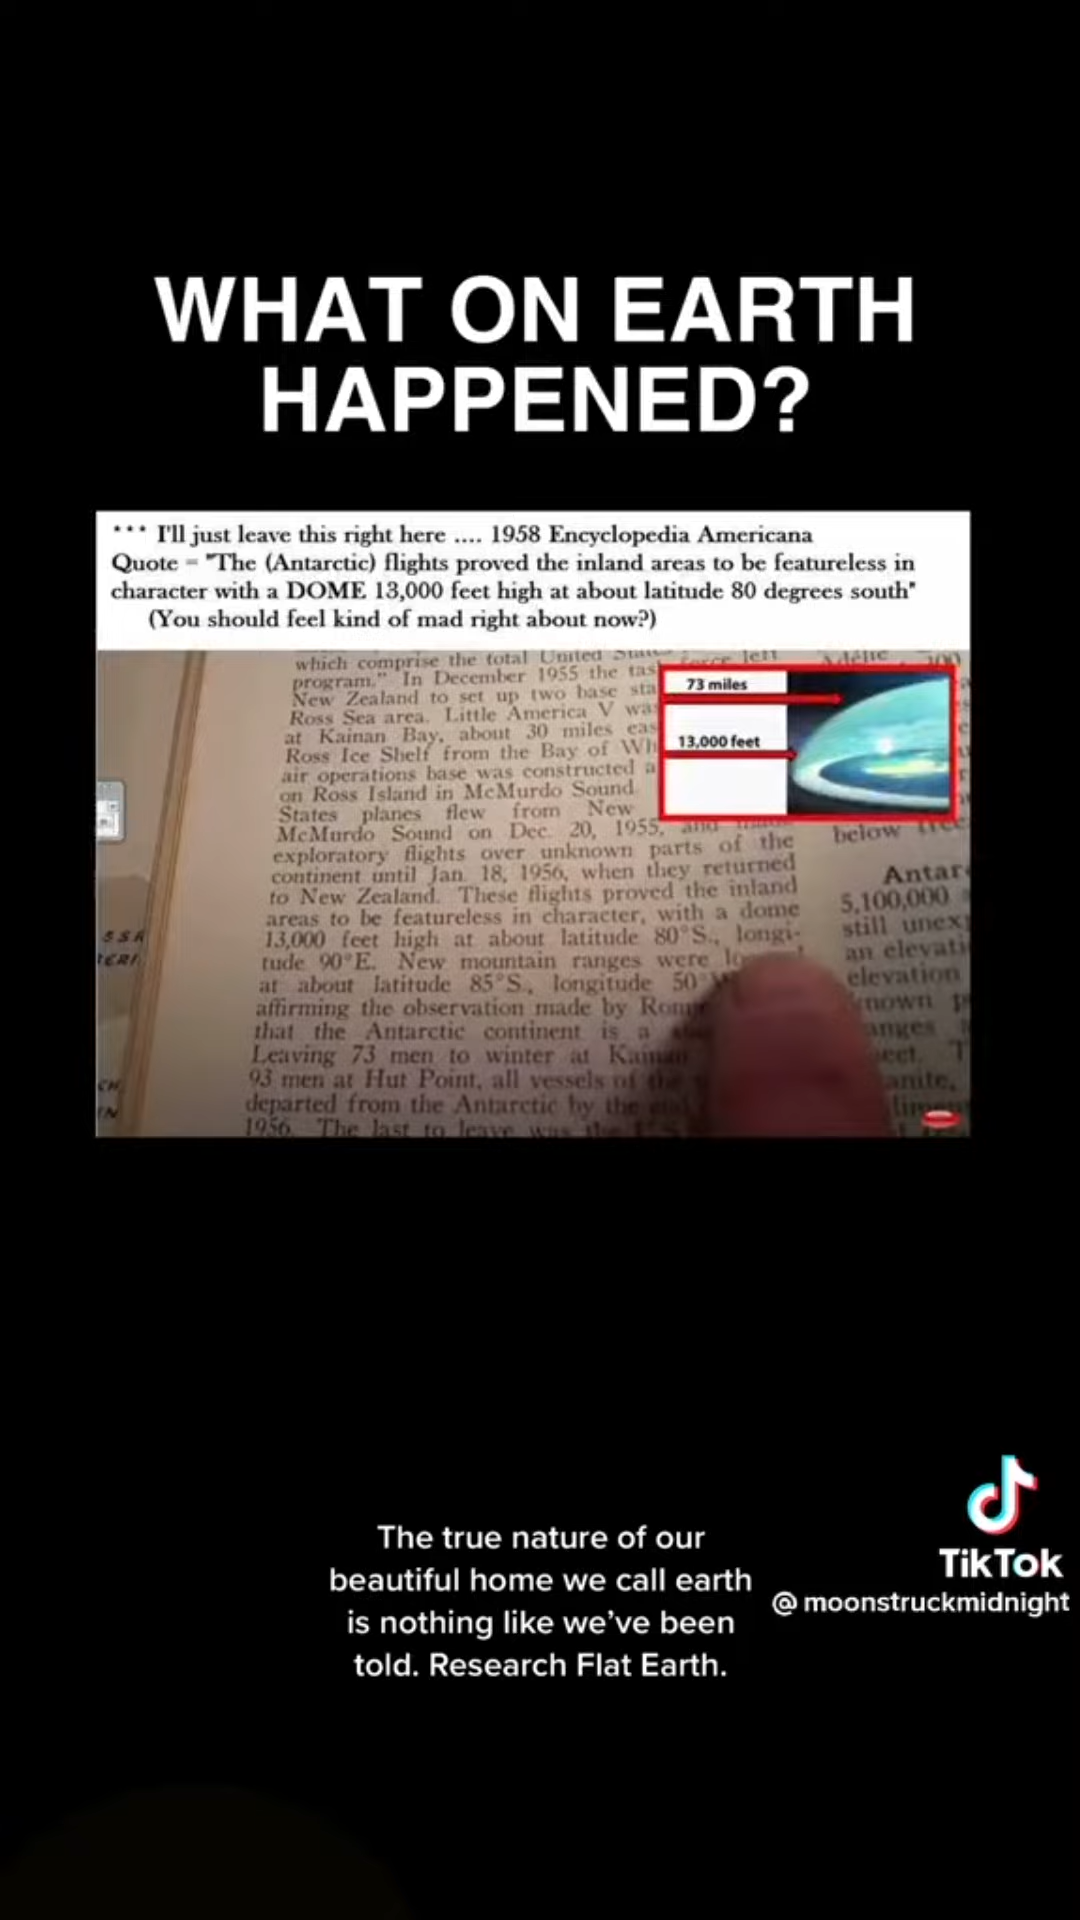 WHAT ON EARTH
HAPPENED?
*** I'll just leave this right here .... 1958 Encyclopedia Americana
Quote = "The (Antarctic) flights proved the inland areas to be featureless in
character with a DOME 13,000 feet high at about latitude 80 degrees south"
(You should feel kind of mad right about now?)
which comprise the total United
program." In December 1955 the tas
New Zealand to set up two base sta
Ross Sea area. Little America V wa
at Kainan Bay, about 30 miles eas
Ross Ice Shelf from the Bay of Wh
air operations base was constructed a
on Ross Island in McMurdo Sound
States planes flew from New
McMurdo Sound on Dec. 20, 1955, and
exploratory flights over unknown parts of the
continent until Jan. 18, 1956, when they returned
to New Zealand. These flights proved the inland
areas to be featureless in character, with a dome
13,000 feet high at about latitude 80°S., longi-
tude 90°E. New mountain ranges were
at about latitude 85°S., longitude 50°
affirming the observation made by
that the Antarctic continent is a
Leaving 73 men to winter at Kainan
93 men at Hut Point, all vessels of the
departed from the Antarctic by the end
1956. The last to leave was the
73 miles
13,000 feet
below
Antar
5,100,000
still unex
an elevati
elevation
The true nature of our
beautiful home we call earth
is nothing like we've been
told. Research Flat Earth.
TikTok
@moonstruckmidnight